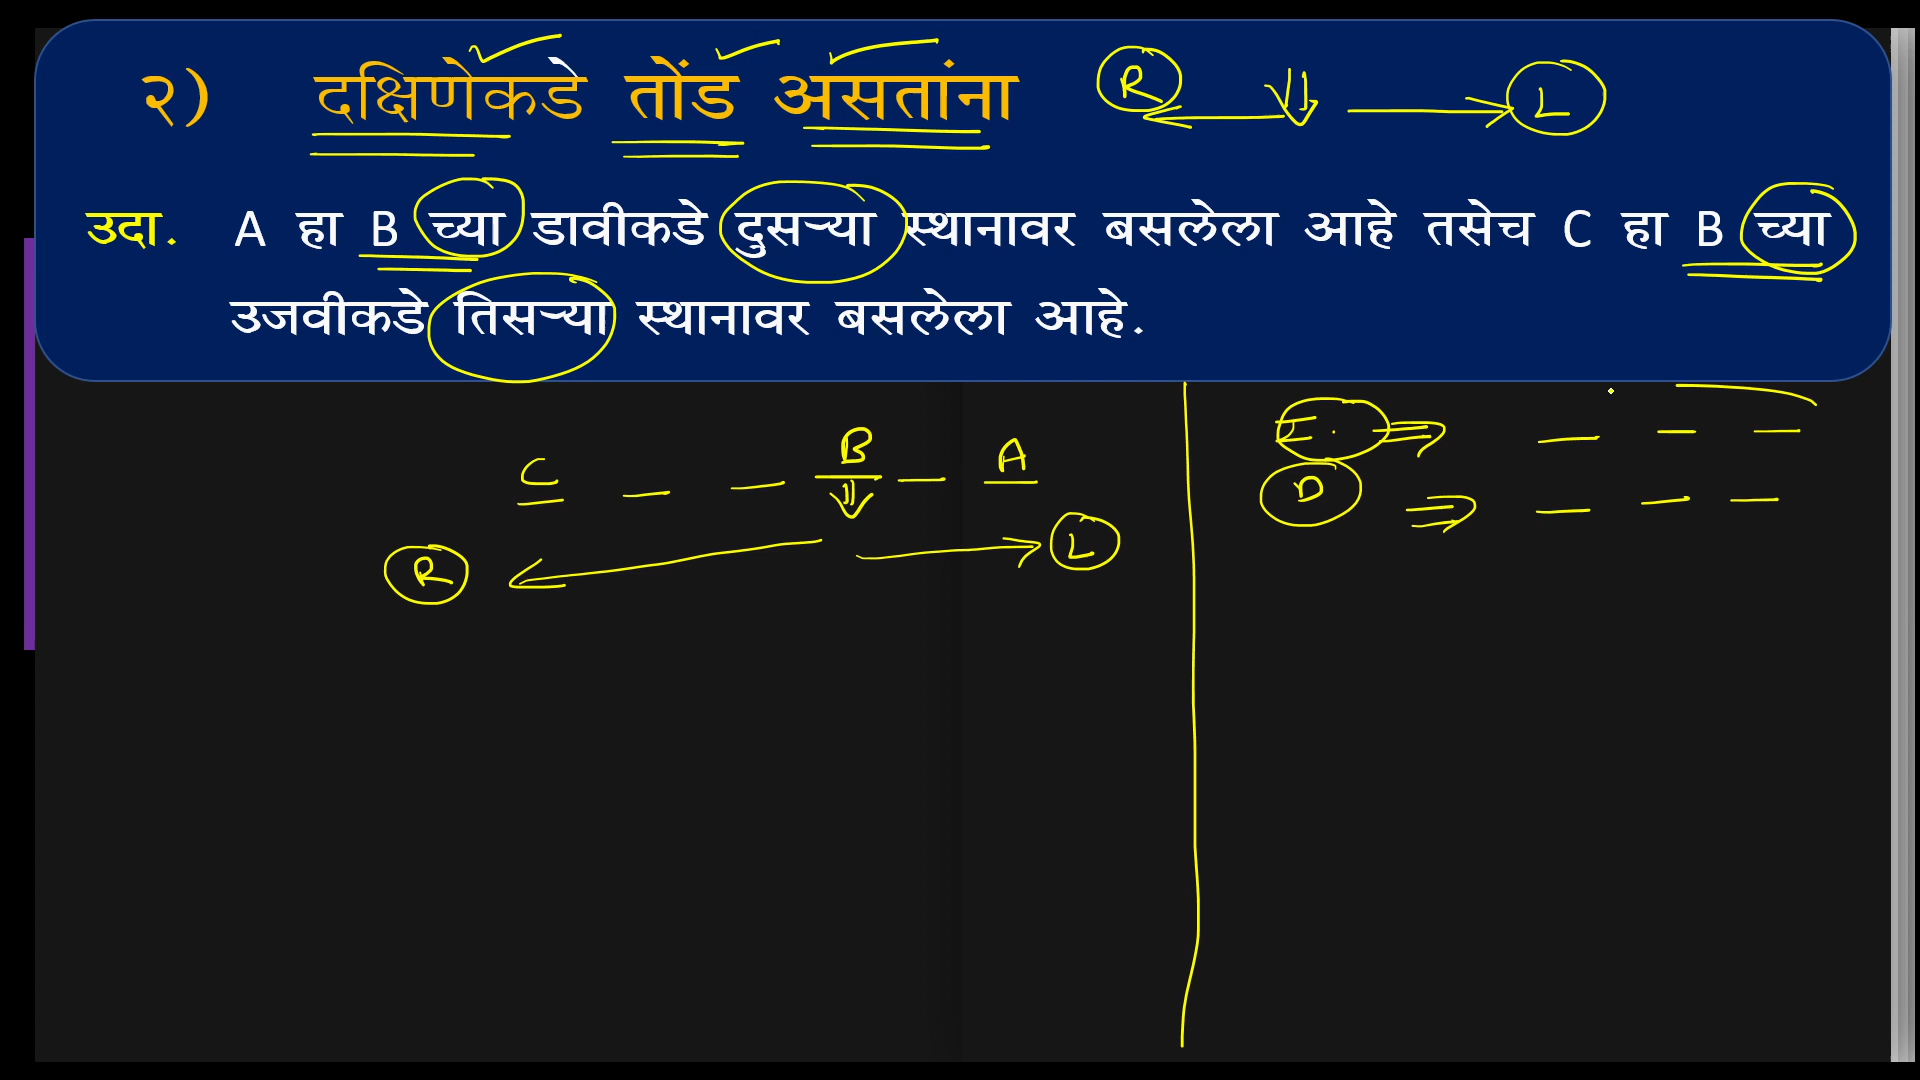 २) दक्षिणेकडे तोंड असतांना R L
उदा. A हा B च्या डावीकडे दुसऱ्या स्थानावर बसलेला आहे तसेच C हा B च्या
उजवीकडे तिसऱ्या स्थानावर बसलेला आहे.
C B A
R L
D